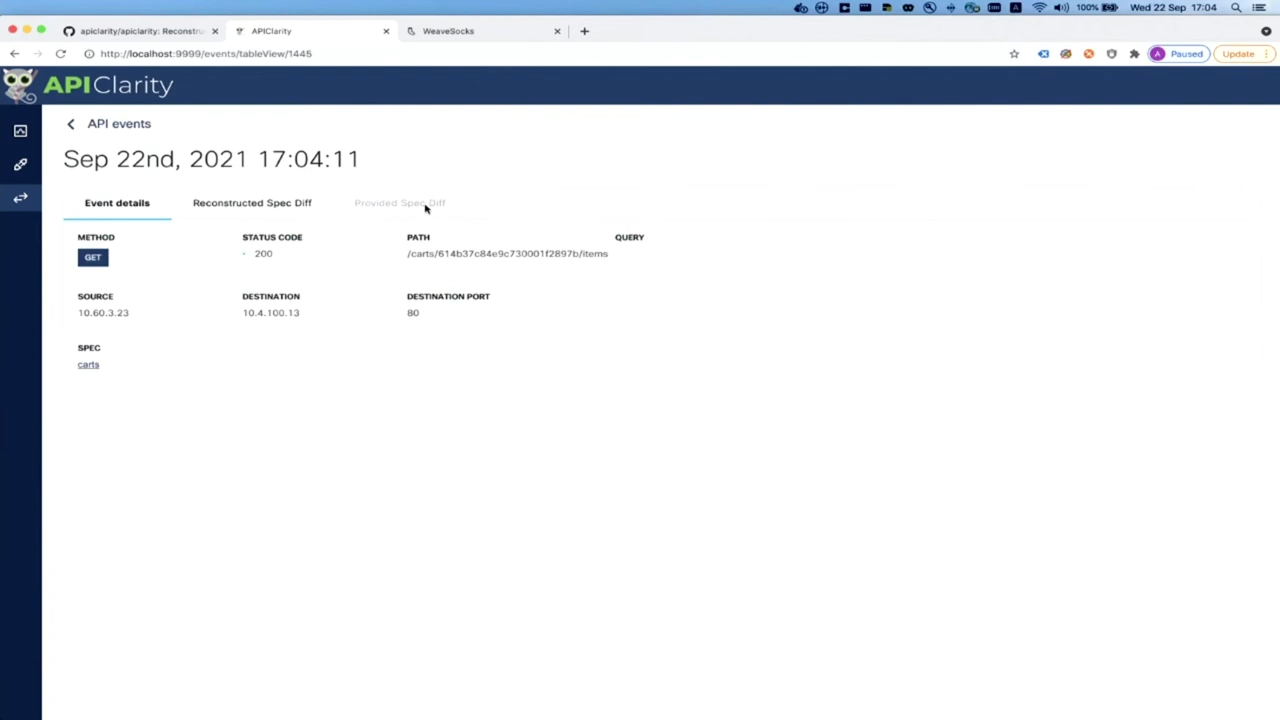 100%
Wed 22 Sep 17:04
apiclarity/apiclarity: Reconstru
APIClarity
WeaveSocks
http://localhost:9999/events/tableView/1445
A Paused
Update
APIClarity
API events
Sep 22nd, 2021 17:04:11
Event details
Reconstructed Spec Diff
Provided Spec Diff
METHOD
STATUS CODE
PATH
QUERY
GET
200
/carts/614b37c84e9c730001f2897b/items
SOURCE
DESTINATION
DESTINATION PORT
10.60.3.23
10.4.100.13
80
SPEC
carts